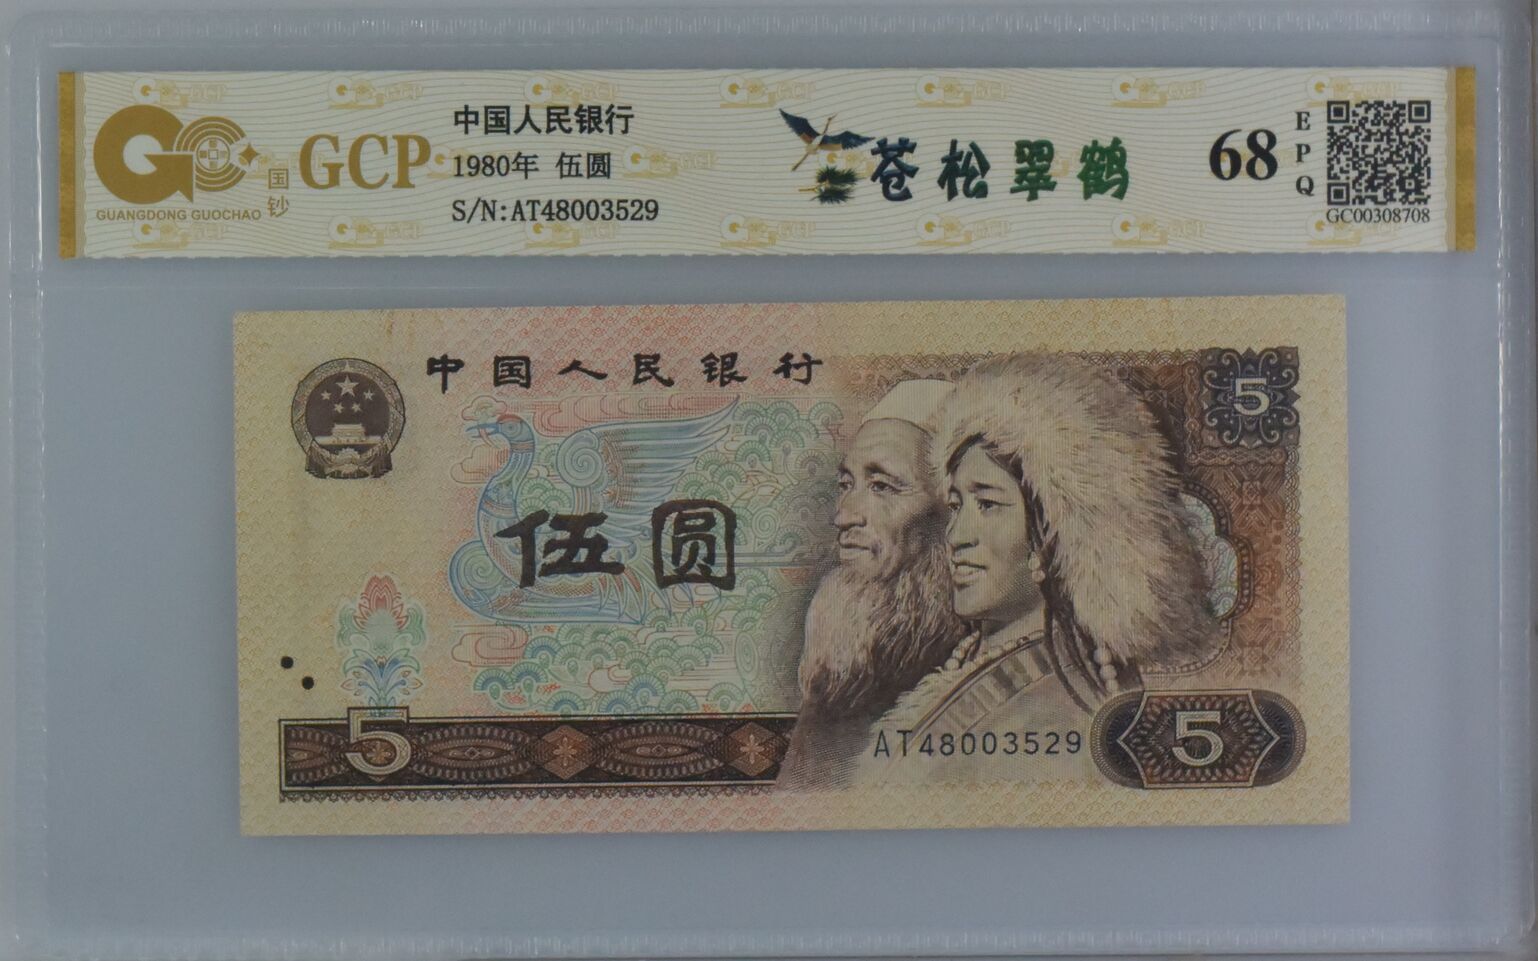 GUANGDONG GUOCHAO
国钞
GCP
中国人民银行
1980年 伍圆
S/N:AT48003529
苍松翠鹤
68
EPQ
GC00308708
中国人民银行
5
伍圆
5
AT48003529
5